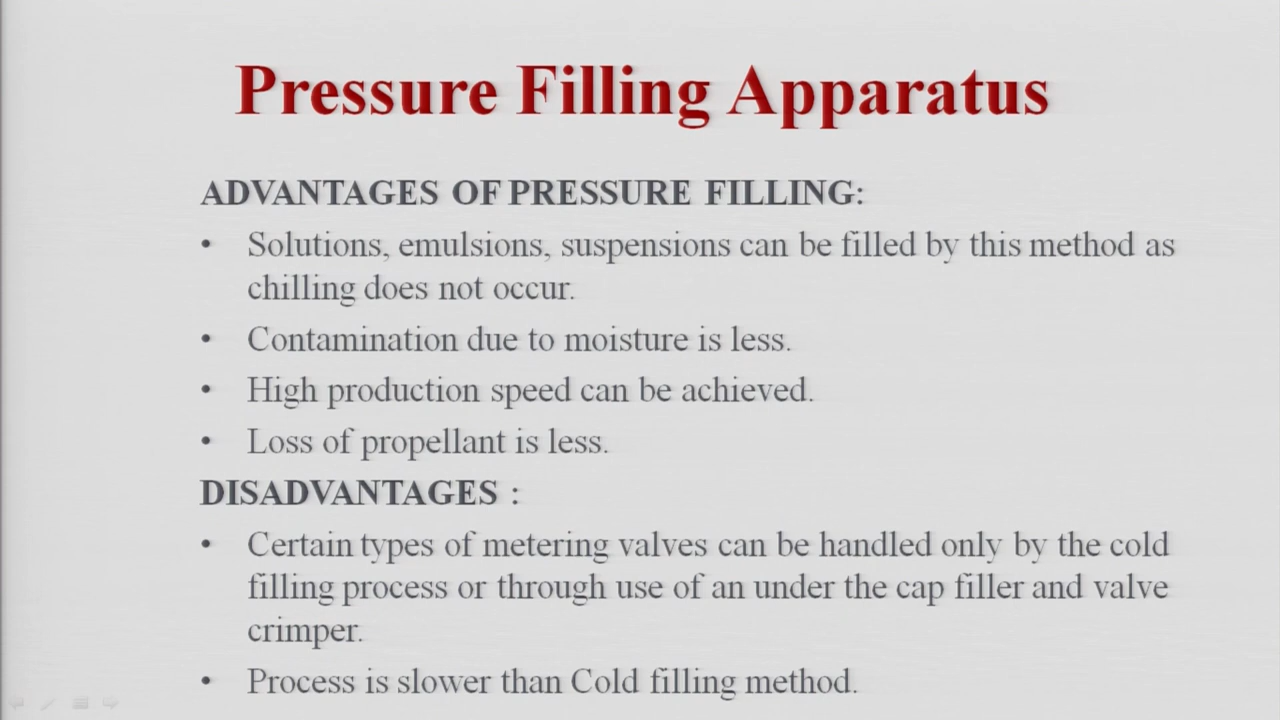 Pressure Filling Apparatus
ADVANTAGES OF PRESSURE FILLING:
• Solutions, emulsions, suspensions can be filled by this method as
chilling does not occur.
• Contamination due to moisture is less.
• High production speed can be achieved.
• Loss of propellant is less.
DISADVANTAGES :
• Certain types of metering valves can be handled only by the cold
filling process or through use of an under the cap filler and valve
crimper.
• Process is slower than Cold filling method.